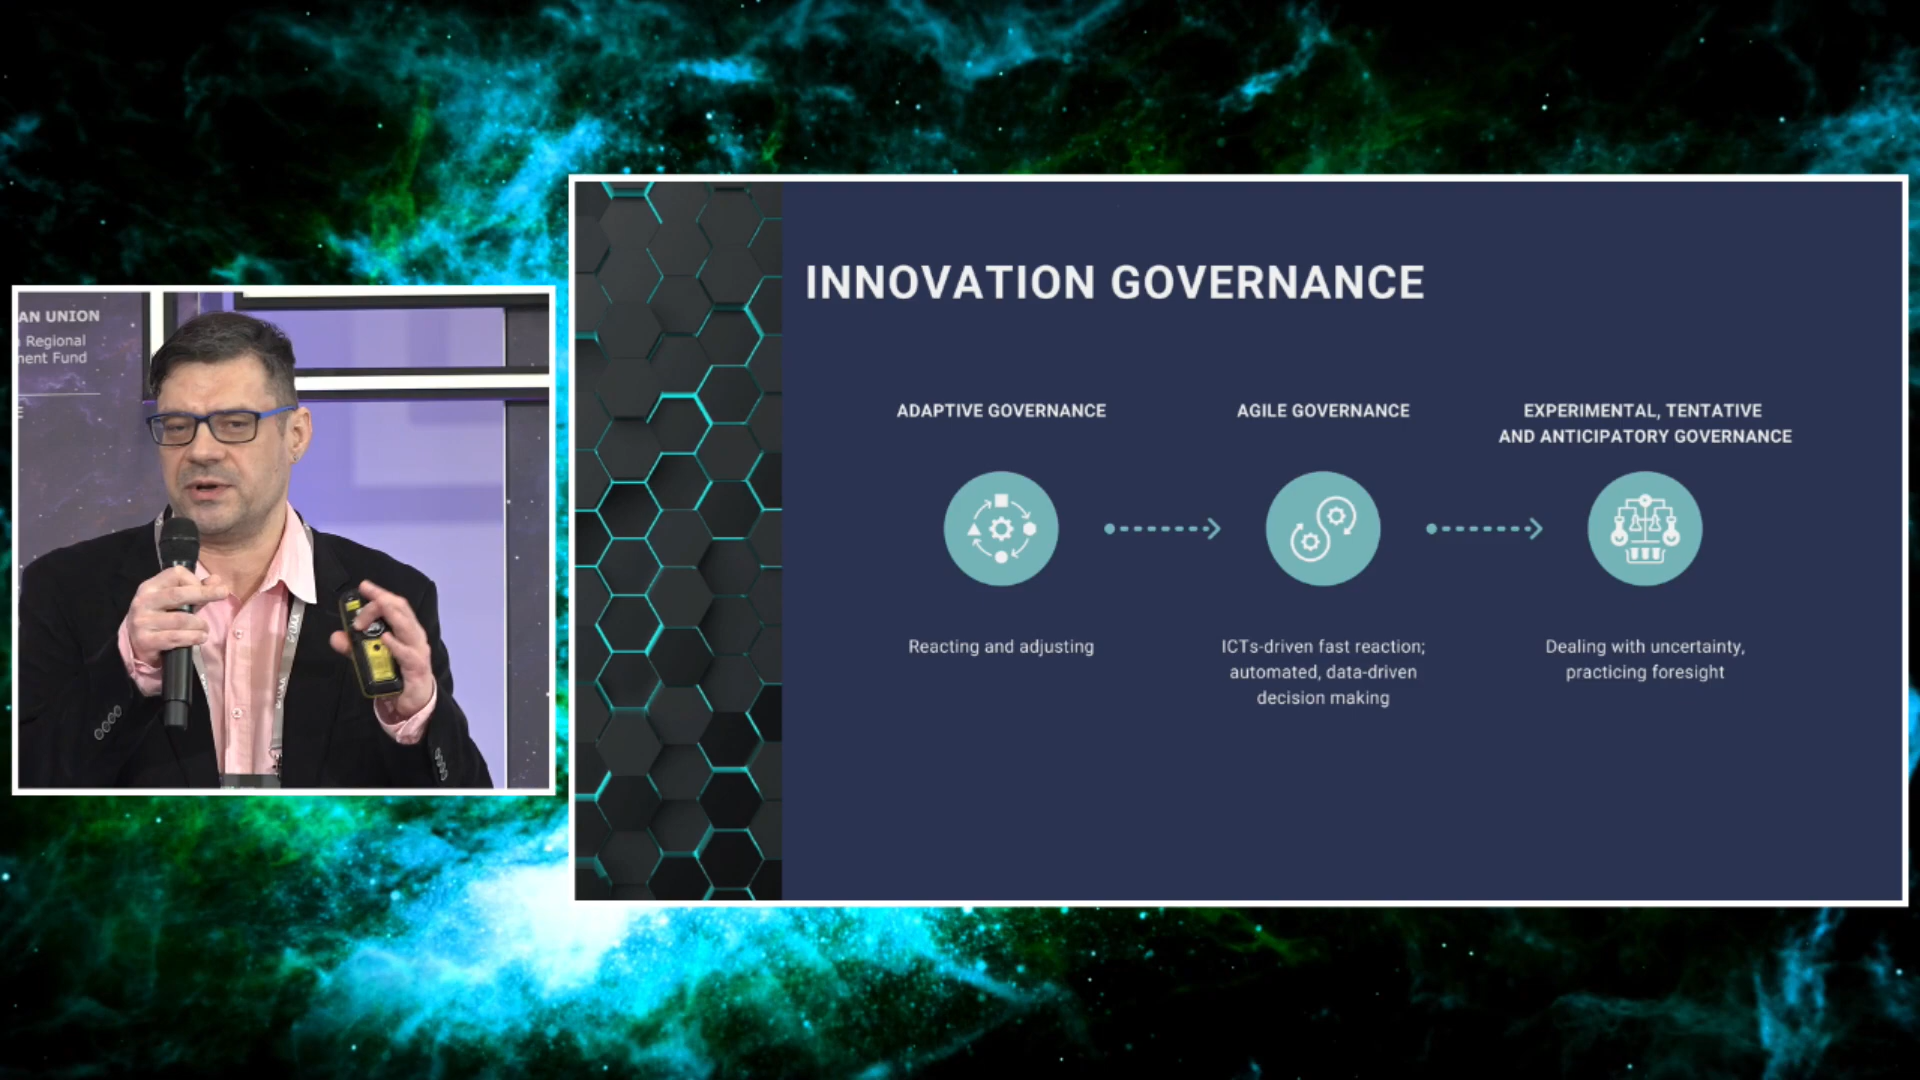 AN UNION
Regional
ment Fund
INNOVATION GOVERNANCE
ADAPTIVE GOVERNANCE
AGILE GOVERNANCE
EXPERIMENTAL, TENTATIVE
AND ANTICIPATORY GOVERNANCE
Reacting and adjusting
ICTs-driven fast reaction;
automated, data-driven
decision making
Dealing with uncertainty,
practicing foresight